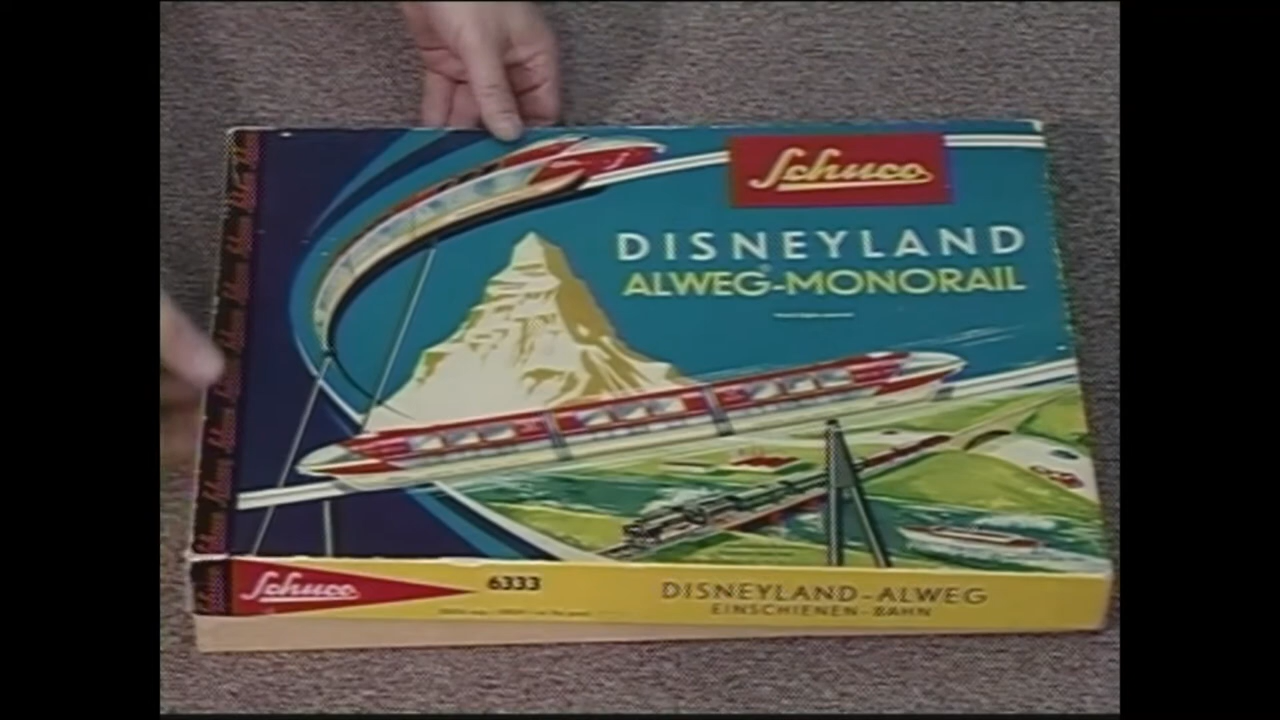 Schuco
DISNEYLAND
ALWEG-MONORAIL
Schuco
6333
DISNEYLAND-ALWEG
EINSCHIENEN-BAHN